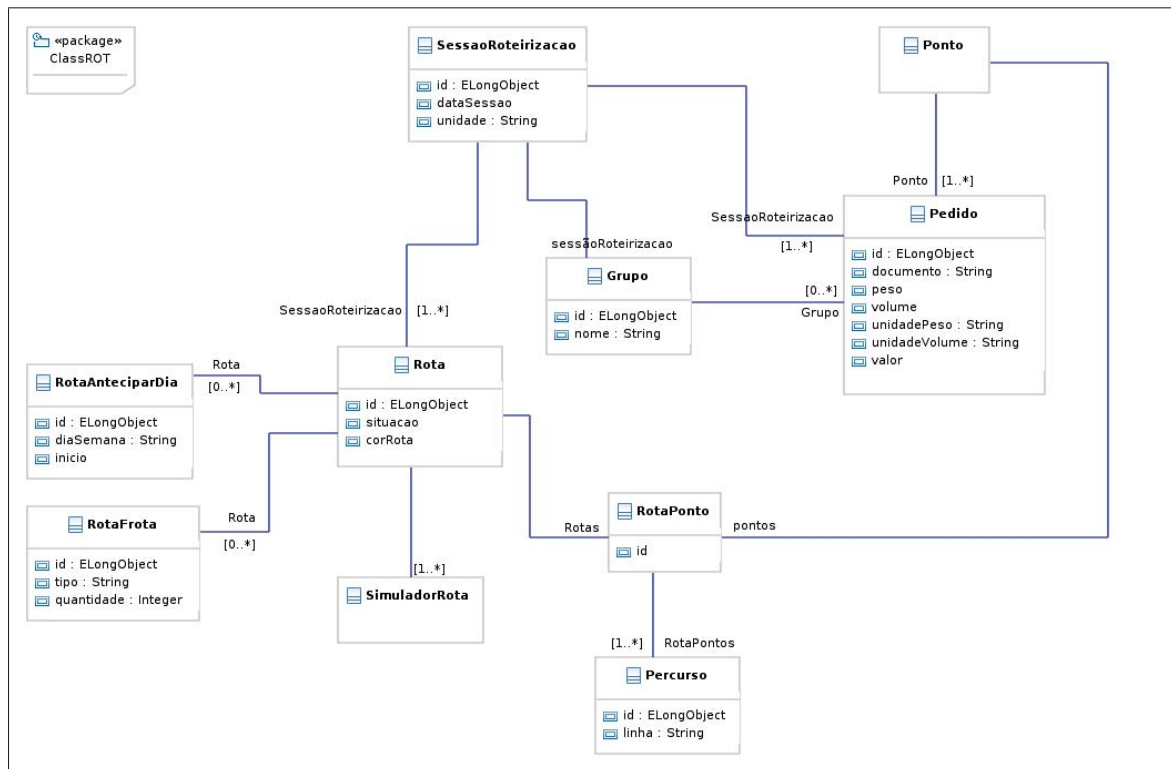 «package»
ClassROT
SessaoRoteirizacao
id : ELongObject
dataSessao
unidade : String
Ponto
Ponto [1..*]
SessaoRoteirizacao
[1..*]
Pedido
id : ELongObject
documento : String
peso
volume
unidadePeso : String
unidadeVolume : String
valor
sessãoRoteirizacao
Grupo
id : ELongObject
nome : String
[0..*]
Grupo
SessaoRoteirizacao [1..*]
Rota
id : ELongObject
situacao
corRota
Rota
[0..*]
RotaAnteciparDia
id : ELongObject
diaSemana : String
inicio
Rota
[0..*]
RotaFrota
id : ELongObject
tipo : String
quantidade : Integer
[1..*]
SimuladorRota
Rotas
RotaPonto
id
pontos
[1..*] RotaPontos
Percurso
id : ELongObject
linha : String